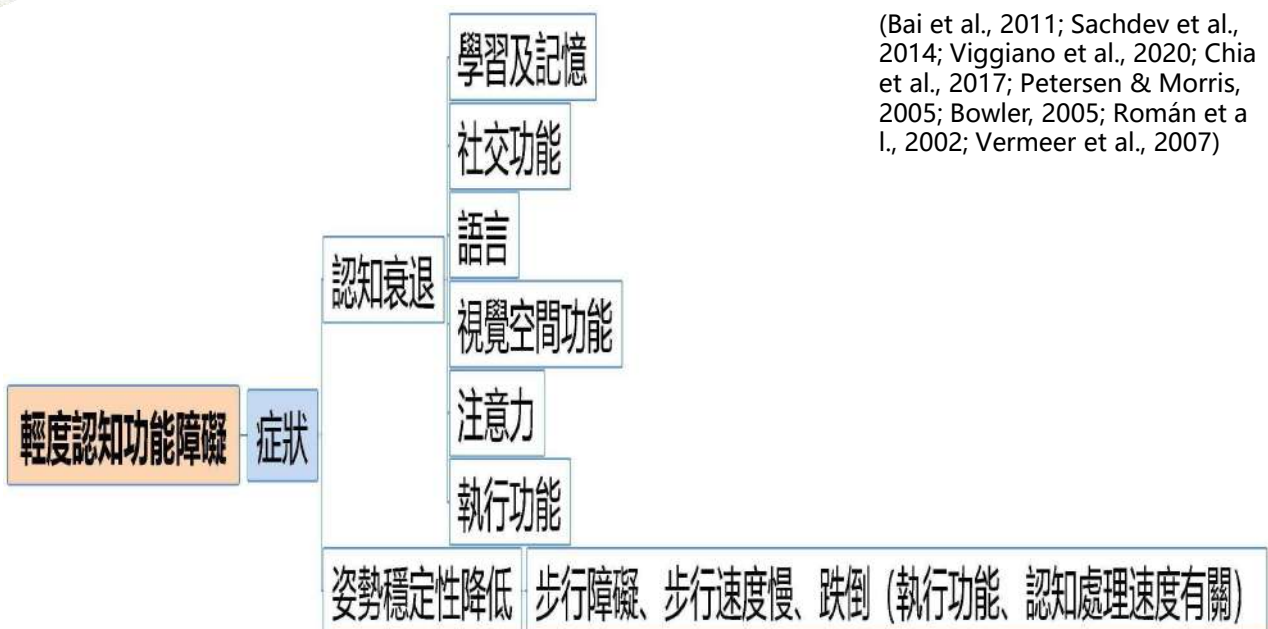 (Bai et al., 2011; Sachdev et al.,
2014; Viggiano et al., 2020; Chia
et al., 2017; Petersen & Morris,
2005; Bowler, 2005; Román et a
l., 2002; Vermeer et al., 2007)
輕度認知功能障礙
症狀
認知衰退
學習及記憶
社交功能
語言
視覺空間功能
注意力
執行功能
姿勢穩定性降低
步行障礙、步行速度慢、跌倒（執行功能、認知處理速度有關）